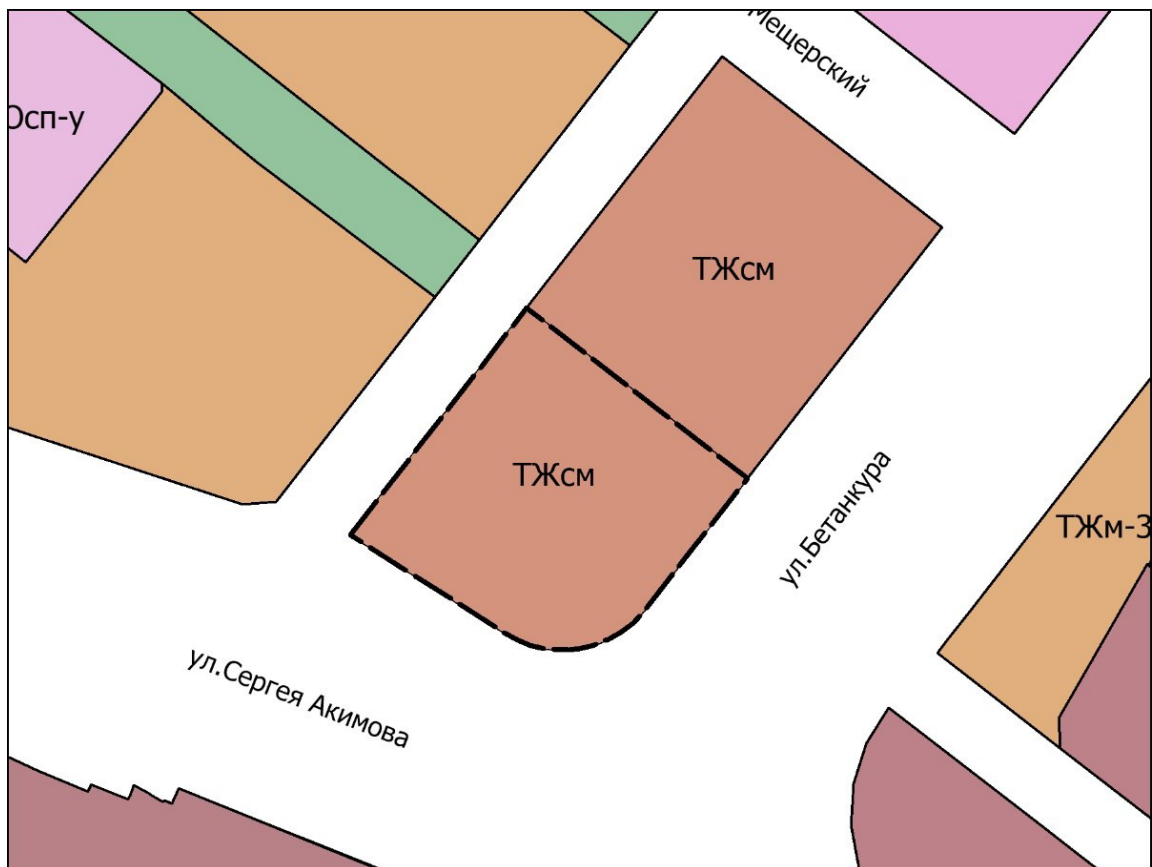 Мещерский
Осп-у
ТЖсм
ТЖсм
ул.Бетанкура
ТЖм-3
ул.Сергея Акимова